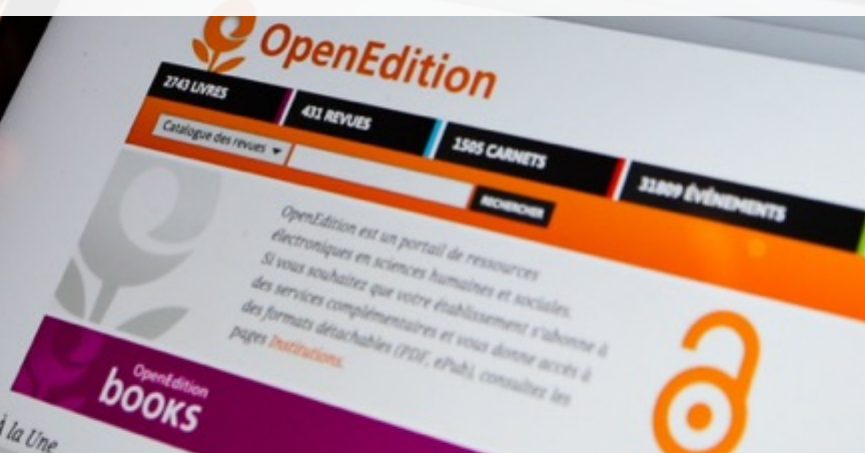 OpenEdition
2743 LIVRES
431 REVUES
1505 CARNETS
31809 ÉVÉNEMENTS
Catalogue des revues
RECHERCHER
OpenEdition est un portail de ressources
électroniques en sciences humaines et sociales.
Si vous souhaitez que votre établissement s'abonne à
des services complémentaires et vous donne accès à
des formats détachables (PDF, ePub), consultez les
pages Institutions.
OpenEdition
books
À la Une